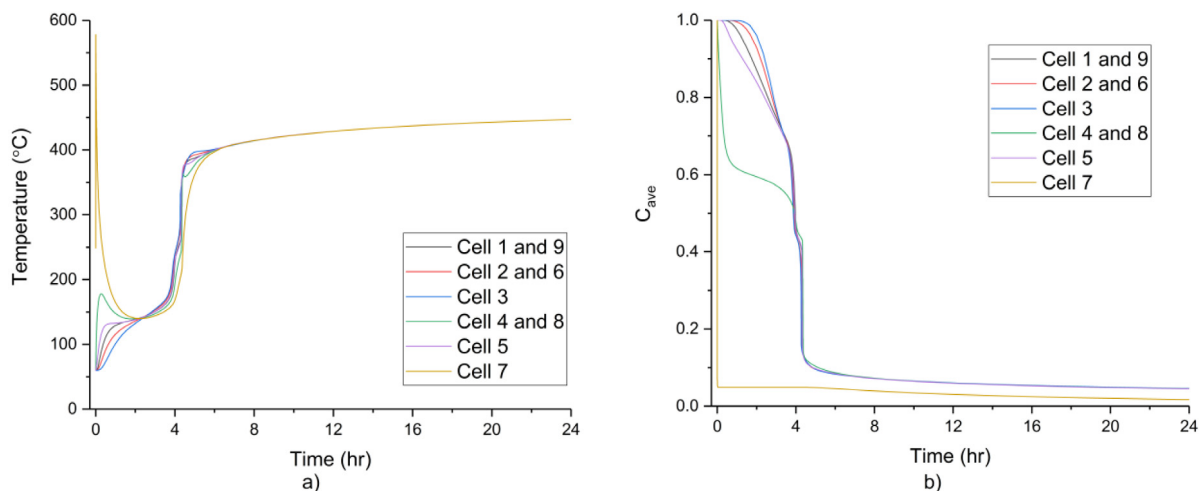 600
500
400
300
200
100
0
Temperature (°C)
Cell 1 and 9
Cell 2 and 6
Cell 3
Cell 4 and 8
Cell 5
Cell 7
0 4 8 12 16 20 24
Time (hr)
a)
1.0
0.8
0.6
0.4
0.2
0.0
C_ave
Cell 1 and 9
Cell 2 and 6
Cell 3
Cell 4 and 8
Cell 5
Cell 7
0 4 8 12 16 20 24
Time (hr)
b)